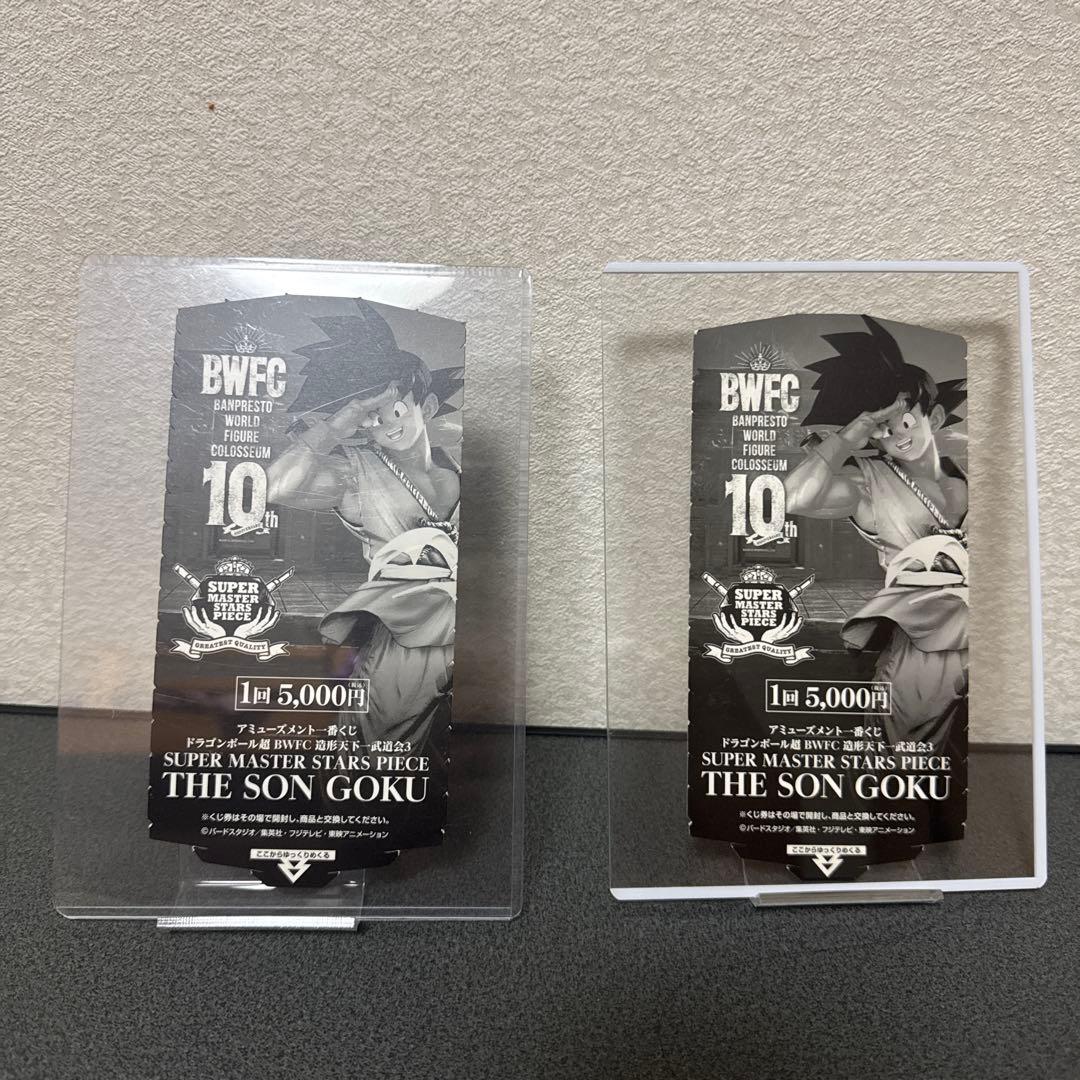 BWFC
BANPRESTO
WORLD
FIGURE
COLOSSEUM
10th
ANNIVERSARY
SUPER
MASTER
STARS
PIECE
GREATEST QUALITY
1回 5,000円(税込)
アミューズメント一番くじ
ドラゴンボール超 BWFC 造形天下一武道会3
SUPER MASTER STARS PIECE
THE SON GOKU
※くじ券はその場で開封し、商品と交換してください。
©バードスタジオ/集英社・フジテレビ・東映アニメーション
ここからゆっくりめくる
BWFC
BANPRESTO
WORLD
FIGURE
COLOSSEUM
10th
ANNIVERSARY
SUPER
MASTER
STARS
PIECE
GREATEST QUALITY
1回 5,000円(税込)
アミューズメント一番くじ
ドラゴンボール超 BWFC 造形天下一武道会3
SUPER MASTER STARS PIECE
THE SON GOKU
※くじ券はその場で開封し、商品と交換してください。
©バードスタジオ/集英社・フジテレビ・東映アニメーション
ここからゆっくりめくる